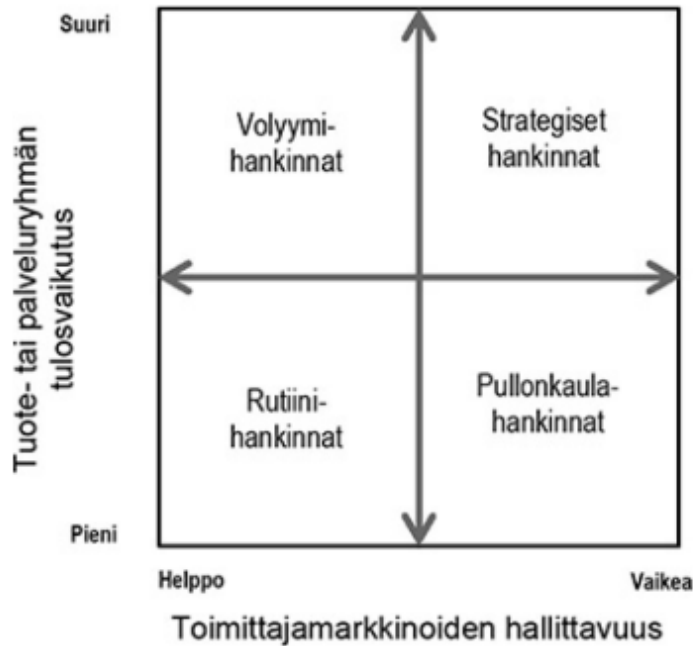 Suuri
Tuote- tai palveluryhmän
tulosvaikutus
Volyymi-
hankinnat
Strategiset
hankinnat
Rutiini-
hankinnat
Pullonkaula-
hankinnat
Pieni
Helppo
Vaikea
Toimittajamarkkinoiden hallittavuus